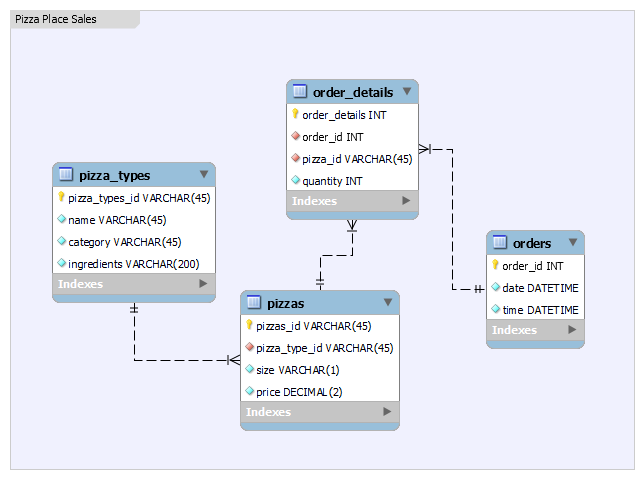 Pizza Place Sales
order_details
order_details INT
order_id INT
pizza_id VARCHAR(45)
quantity INT
Indexes
pizza_types
pizza_types_id VARCHAR(45)
name VARCHAR(45)
category VARCHAR(45)
ingredients VARCHAR(200)
Indexes
orders
order_id INT
date DATETIME
time DATETIME
Indexes
pizzas
pizzas_id VARCHAR(45)
pizza_type_id VARCHAR(45)
size VARCHAR(1)
price DECIMAL(2)
Indexes